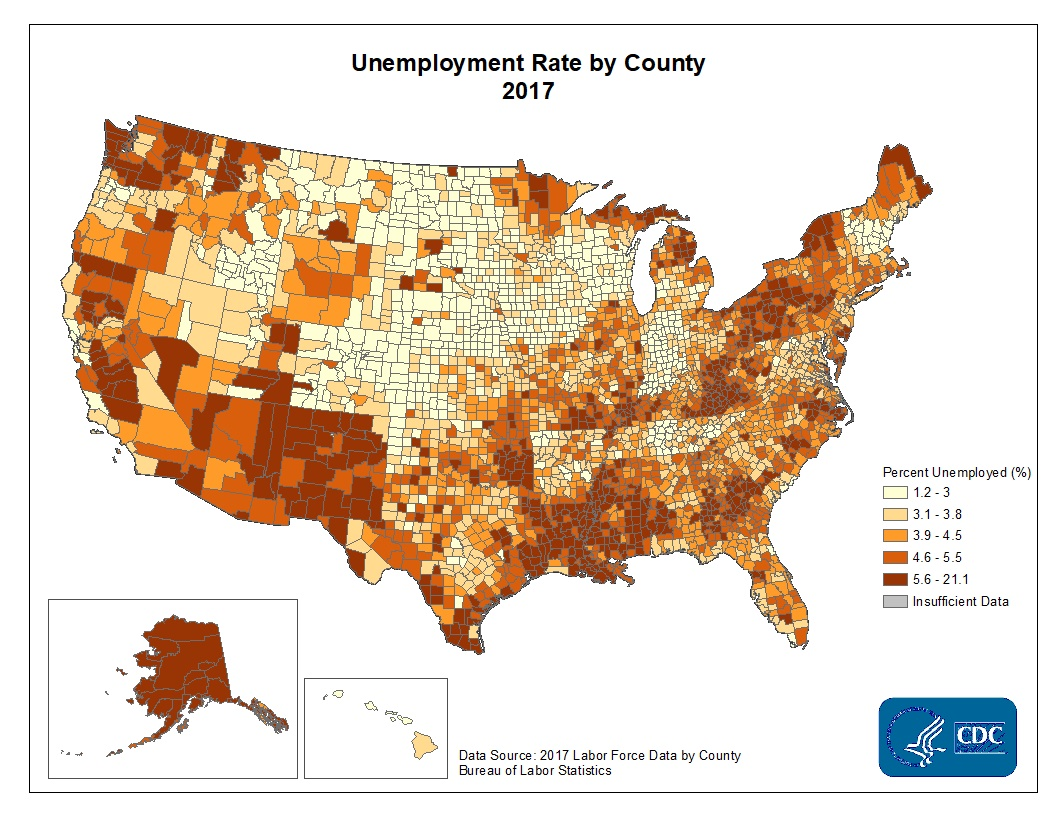 Unemployment Rate by County
2017
Percent Unemployed (%)
1.2 - 3
3.1 - 3.8
3.9 - 4.5
4.6 - 5.5
5.6 - 21.1
Insufficient Data
Data Source: 2017 Labor Force Data by County
Bureau of Labor Statistics
CDC